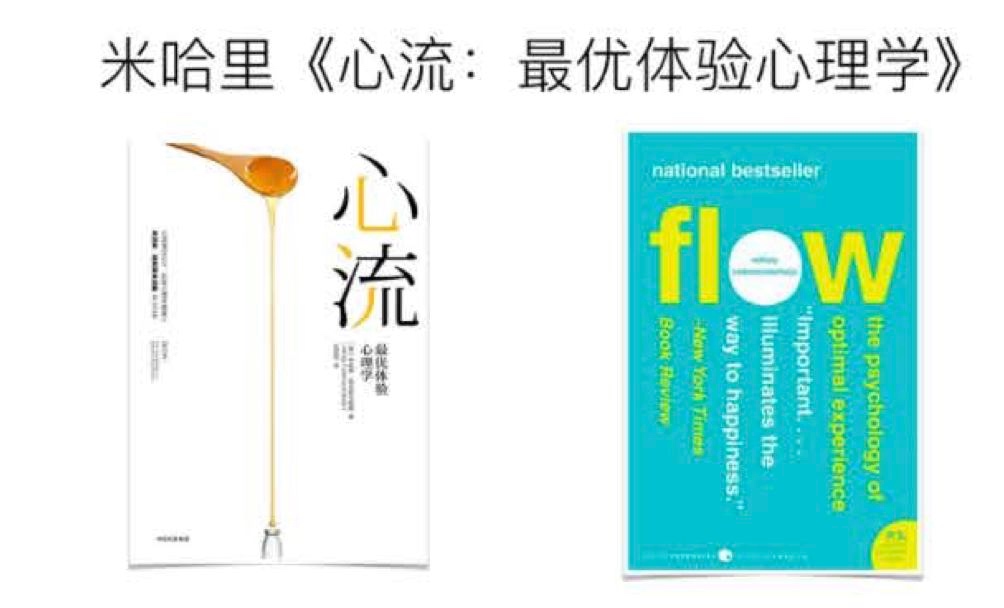 米哈里《心流：最优体验心理学》
心流
最优体验
心理学
national bestseller
flow
the psychology of
optimal experience
"Important. . . .
Illuminates the
way to happiness."
–New York Times
Book Review